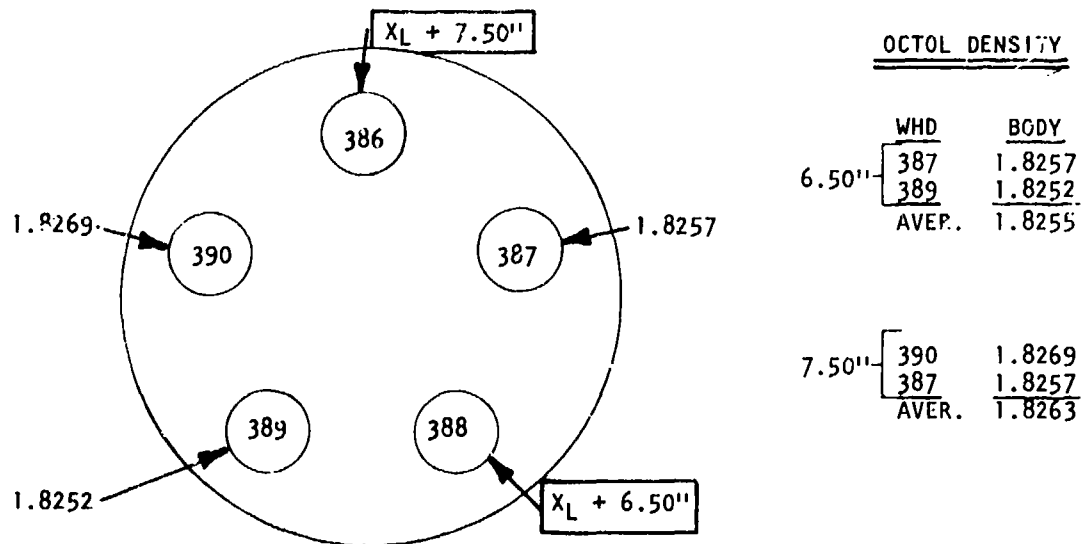 X_L + 7.50"
386
1.8269
390
387
1.8257
389
388
1.8252
X_L + 6.50"
OCTOL DENSITY
WHD BODY
6.50"
387 1.8257
389 1.8252
AVER. 1.8255
7.50"
390 1.8269
387 1.8257
AVER. 1.8263